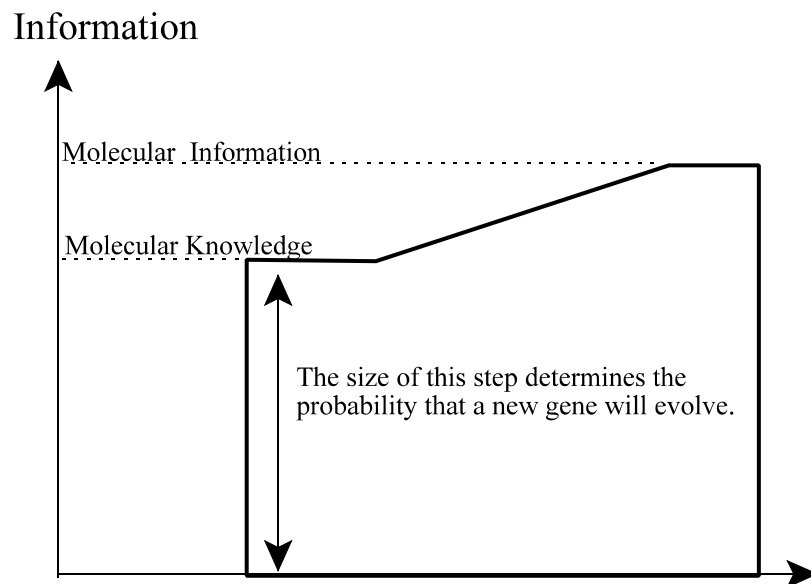 Information
Molecular Information
Molecular Knowledge
The size of this step determines the
probability that a new gene will evolve.